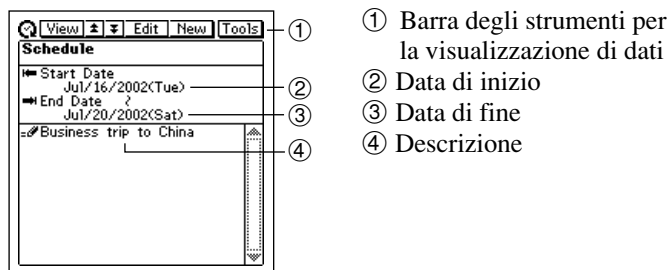 View Edit New Tools
Schedule
Start Date
Jul/16/2002(Tue)
End Date
Jul/20/2002(Sat)
Business trip to China
①
②
③
④
① Barra degli strumenti per
la visualizzazione di dati
② Data di inizio
③ Data di fine
④ Descrizione